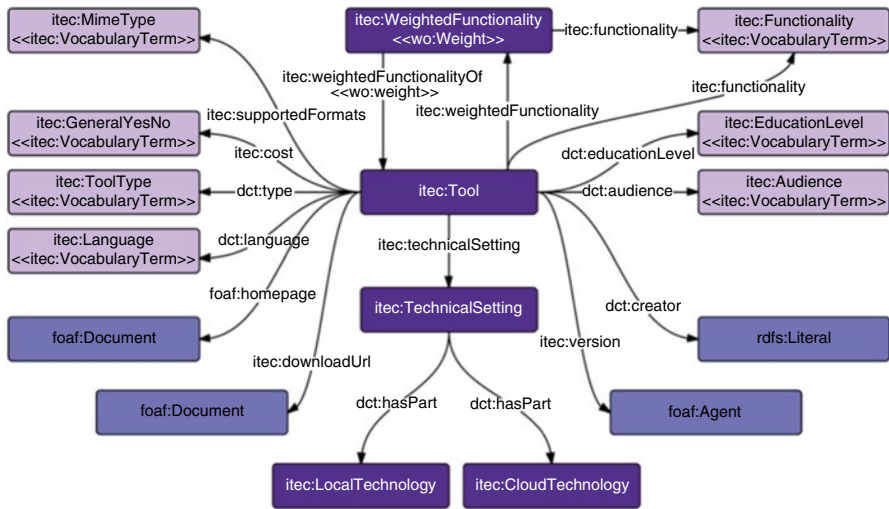 itec:MimeType
<<itec:VocabularyTerm>>
itec:WeightedFunctionality
<<wo:Weight>>
itec:functionality
itec:Functionality
<<itec:VocabularyTerm>>
itec:weightedFunctionalityOf
<<wo:weight>>
itec:functionality
itec:supportedFormats
itec:weightedFunctionality
itec:GeneralYesNo
<<itec:VocabularyTerm>>
itec:cost
dct:educationLevel
itec:EducationLevel
<<itec:VocabularyTerm>>
itec:ToolType
<<itec:VocabularyTerm>>
dct:type
itec:Tool
dct:audience
itec:Audience
<<itec:VocabularyTerm>>
itec:Language
<<itec:VocabularyTerm>>
dct:language
itec:technicalSetting
foaf:homepage
dct:creator
foaf:Document
itec:TechnicalSetting
rdfs:Literal
itec:downloadUrl
itec:version
foaf:Document
dct:hasPart
dct:hasPart
foaf:Agent
itec:LocalTechnology
itec:CloudTechnology